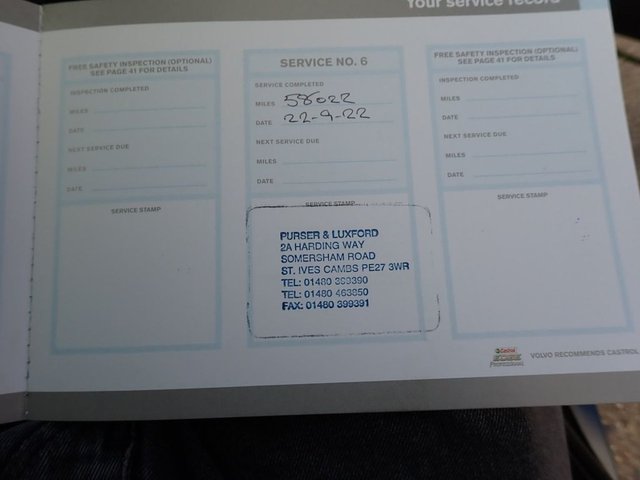 Your service record
FREE SAFETY INSPECTION (OPTIONAL)
SEE PAGE 41 FOR DETAILS
INSPECTION COMPLETED
MILES
DATE
NEXT SERVICE DUE
MILES
DATE
SERVICE STAMP
SERVICE NO. 6
SERVICE COMPLETED
MILES 58022
DATE 22-9-22
NEXT SERVICE DUE
MILES
DATE
SERVICE STAMP
PURSER & LUXFORD
2A HARDING WAY
SOMERSHAM ROAD
ST. IVES CAMBS PE27 3WR
TEL: 01480
TEL: 01480 463850
FAX: 01480 399391
FREE SAFETY INSPECTION (OPTIONAL)
SEE PAGE 41 FOR DETAILS
INSPECTION COMPLETED
MILES
DATE
NEXT SERVICE DUE
MILES
DATE
SERVICE STAMP
Castrol
EDGE
PROFESSIONAL
VOLVO RECOMMENDS CASTROL